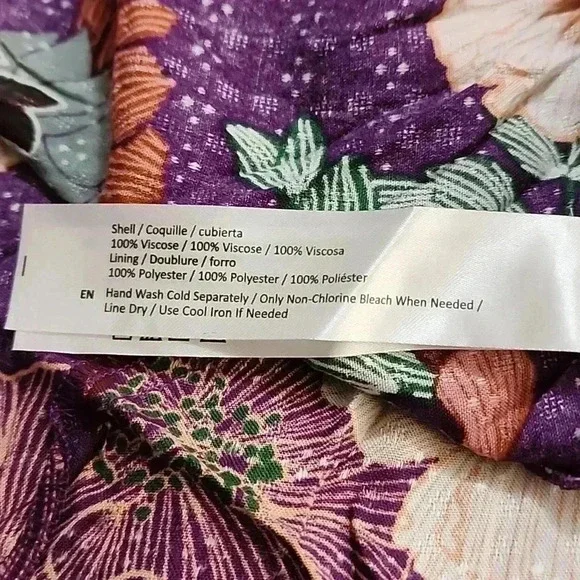 Shell / Coquille / cubierta
100% Viscose / 100% Viscose / 100% Viscosa
Lining / Doublure / forro
100% Polyester / 100% Polyester / 100% Poliéster
EN Hand Wash Cold Separately / Only Non-Chlorine Bleach When Needed /
Line Dry / Use Cool Iron If Needed